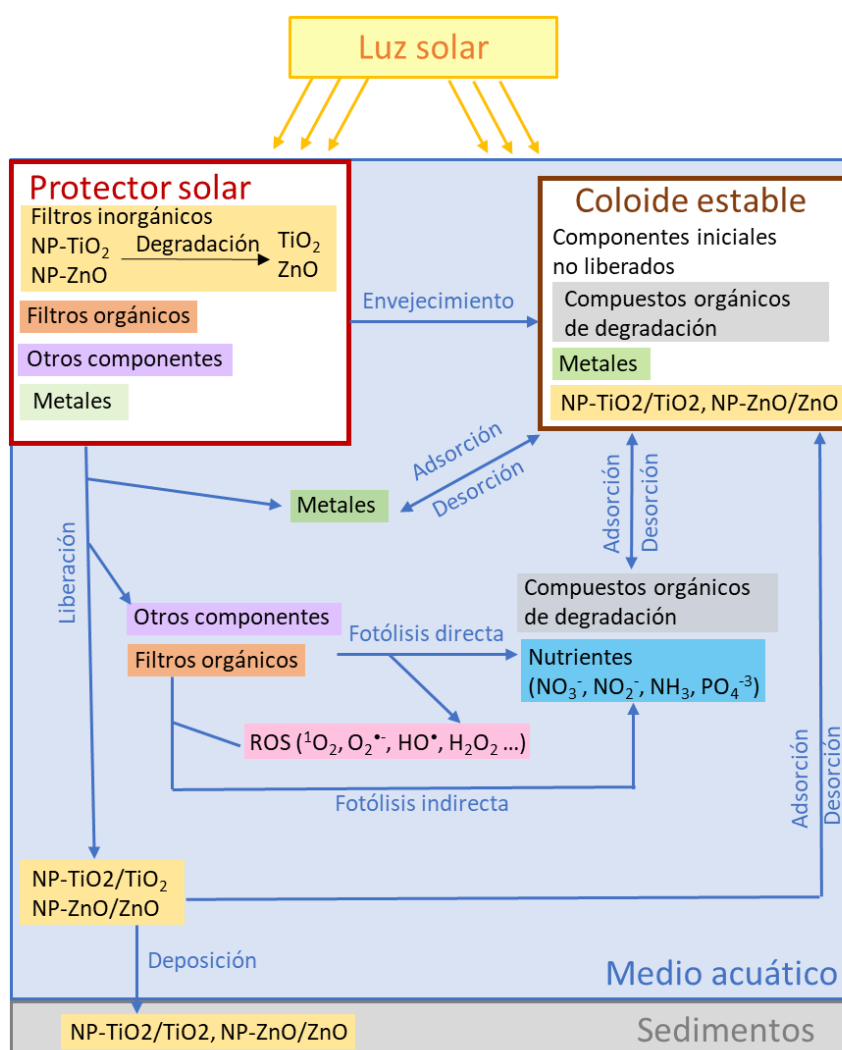 Luz solar
Protector solar
Filtros inorgánicos
NP-TiO₂
Degradación
TiO₂
NP-ZnO
ZnO
Filtros orgánicos
Otros componentes
Metales
Envejecimiento
Coloide estable
Componentes iniciales
no liberados
Compuestos orgánicos
de degradación
Metales
NP-TiO2/TiO2, NP-ZnO/ZnO
Adsorción
Desorción
Metales
Adsorción
Desorción
Liberación
Otros componentes
Filtros orgánicos
Fotólisis directa
Compuestos orgánicos
de degradación
Nutrientes
(NO₃⁻, NO₂⁻, NH₃, PO₄⁻³)
ROS (¹O₂, O₂•⁻, HO•, H₂O₂ ...)
Fotólisis indirecta
Adsorción
Desorción
NP-TiO2/TiO₂
NP-ZnO/ZnO
Deposición
Medio acuático
NP-TiO2/TiO2, NP-ZnO/ZnO
Sedimentos